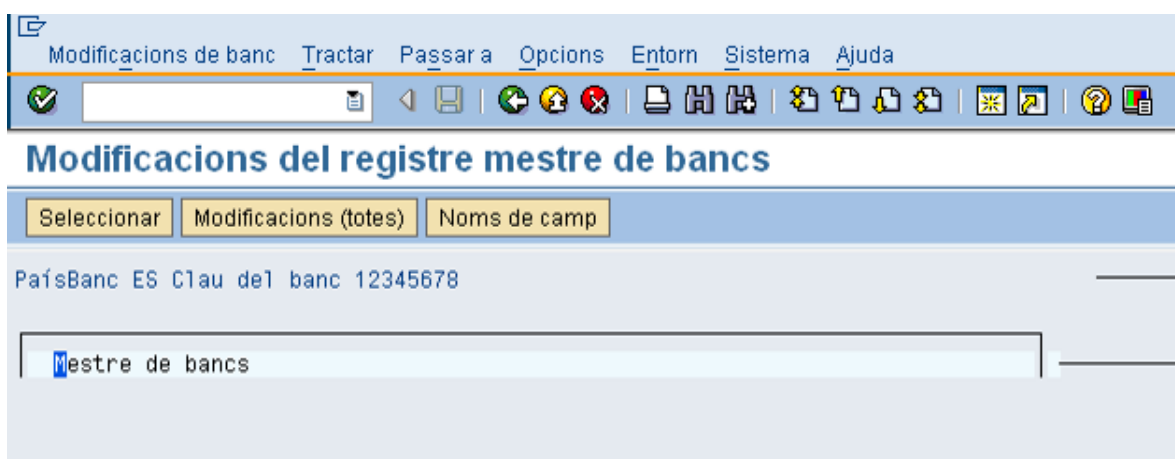 Modificacions de banc Tractar Passar a Opcions Entorn Sistema Ajuda
Modificacions del registre mestre de bancs
Seleccionar Modificacions (totes) Noms de camp
PaísBanc ES Clau del banc 12345678
Mestre de bancs